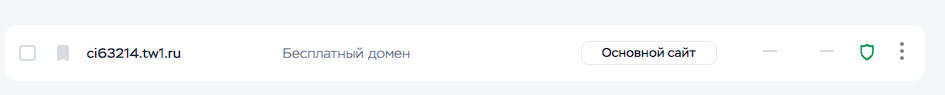 ci63214.tw1.ru Бесплатный домен Основной сайт — —